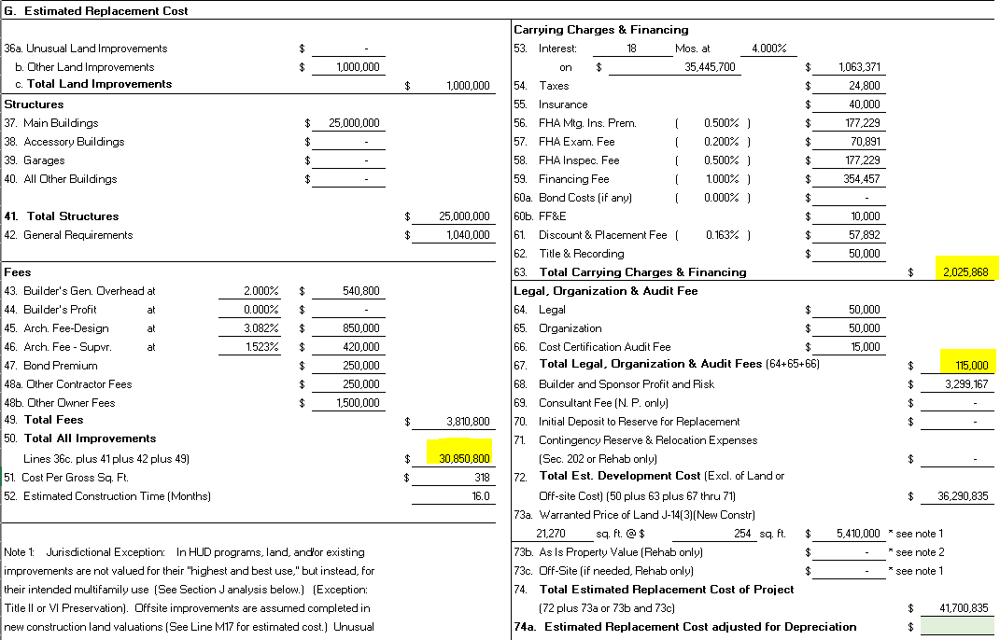 G. Estimated Replacement Cost
36a. Unusual Land Improvements $ -
b. Other Land Improvements $ 1,000,000
c. Total Land Improvements $ 1,000,000
Structures
37. Main Buildings $ 25,000,000
38. Accessory Buildings $ -
39. Garages $ -
40. All Other Buildings $ -
41. Total Structures $ 25,000,000
42. General Requirements $ 1,040,000
Fees
43. Builder's Gen. Overhead at 2.000% $ 540,800
44. Builder's Profit at 0.000% $ -
45. Arch. Fee-Design at 3.082% $ 850,000
46. Arch. Fee - Supvr. at 1.523% $ 420,000
47. Bond Premium $ 250,000
48a. Other Contractor Fees $ 250,000
48b. Other Owner Fees $ 1,500,000
49. Total Fees $ 3,810,800
50. Total All Improvements
Lines 36c. plus 41 plus 42 plus 49) $ 30,850,800
51. Cost Per Gross Sq. Ft. $ 318
52. Estimated Construction Time (Months) 16.0
Note 1: Jurisdictional Exception: In HUD programs, land, and/or existing
improvements are not valued for their "highest and best use," but instead, for
their intended multifamily use (See Section J analysis below.) (Exception:
Title II or VI Preservation). Offsite improvements are assumed completed in
new construction land valuations (See Line M17 for estimated cost.) Unusual
Carrying Charges & Financing
53. Interest: 18 Mos. at 4.000%
on $ 35,445,700 $ 1,063,371
54. Taxes $ 24,800
55. Insurance $ 40,000
56. FHA Mtg. Ins. Prem. ( 0.500% ) $ 177,229
57. FHA Exam. Fee ( 0.200% ) $ 70,891
58. FHA Inspec. Fee ( 0.500% ) $ 177,229
59. Financing Fee ( 1.000% ) $ 354,457
60a. Bond Costs (if any) ( 0.000% ) $ -
60b. FF&E $ 10,000
61. Discount & Placement Fee ( 0.163% ) $ 57,892
62. Title & Recording $ 50,000
63. Total Carrying Charges & Financing $ 2,025,868
Legal, Organization & Audit Fee
64. Legal $ 50,000
65. Organization $ 50,000
66. Cost Certification Audit Fee $ 15,000
67. Total Legal, Organization & Audit Fees (64+65+66) $ 115,000
68. Builder and Sponsor Profit and Risk $ 3,299,167
69. Consultant Fee (N. P. only) $ -
70. Initial Deposit to Reserve for Replacement $ -
71. Contingency Reserve & Relocation Expenses
(Sec. 202 or Rehab only) $ -
72. Total Est. Development Cost (Excl. of Land or
Off-site Cost) (50 plus 63 plus 67 thru 71) $ 36,290,835
73a. Warranted Price of Land J-14(3)(New Constr)
21,270 sq. ft. @ $ 254 sq. ft. $ 5,410,000 * see note 1
73b. As Is Property Value (Rehab only) $ - * see note 2
73c. Off-Site (if needed, Rehab only) $ - * see note 1
74. Total Estimated Replacement Cost of Project
(72 plus 73a or 73b and 73c) $ 41,700,835
74a. Estimated Replacement Cost adjusted for Depreciation $